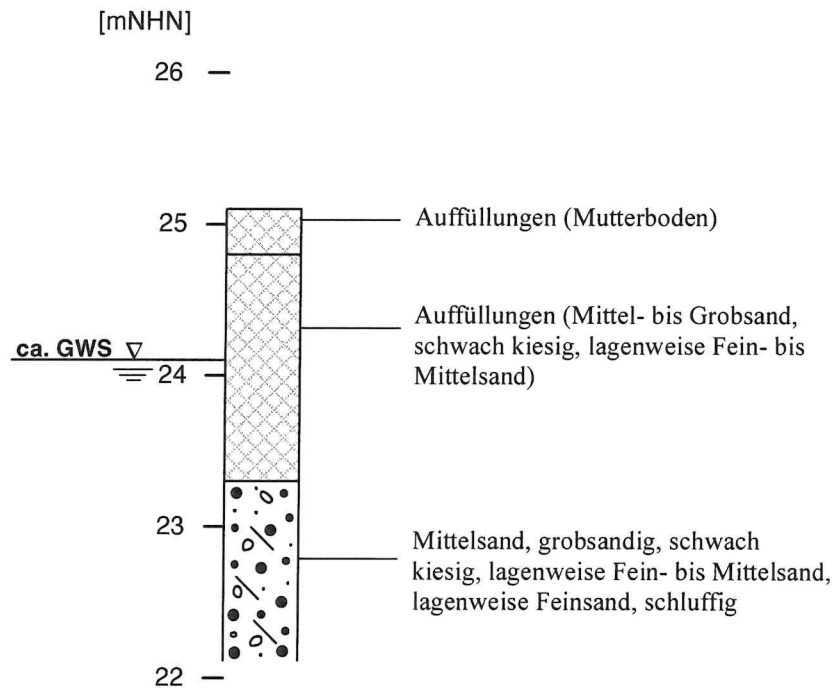 [mNHN]
26
25
Auffüllungen (Mutterboden)
Auffüllungen (Mittel- bis Grobsand,
schwach kiesig, lagenweise Fein- bis
Mittelsand)
ca. GWS
24
23
Mittelsand, grobsandig, schwach
kiesig, lagenweise Fein- bis Mittelsand,
lagenweise Feinsand, schluffig
22